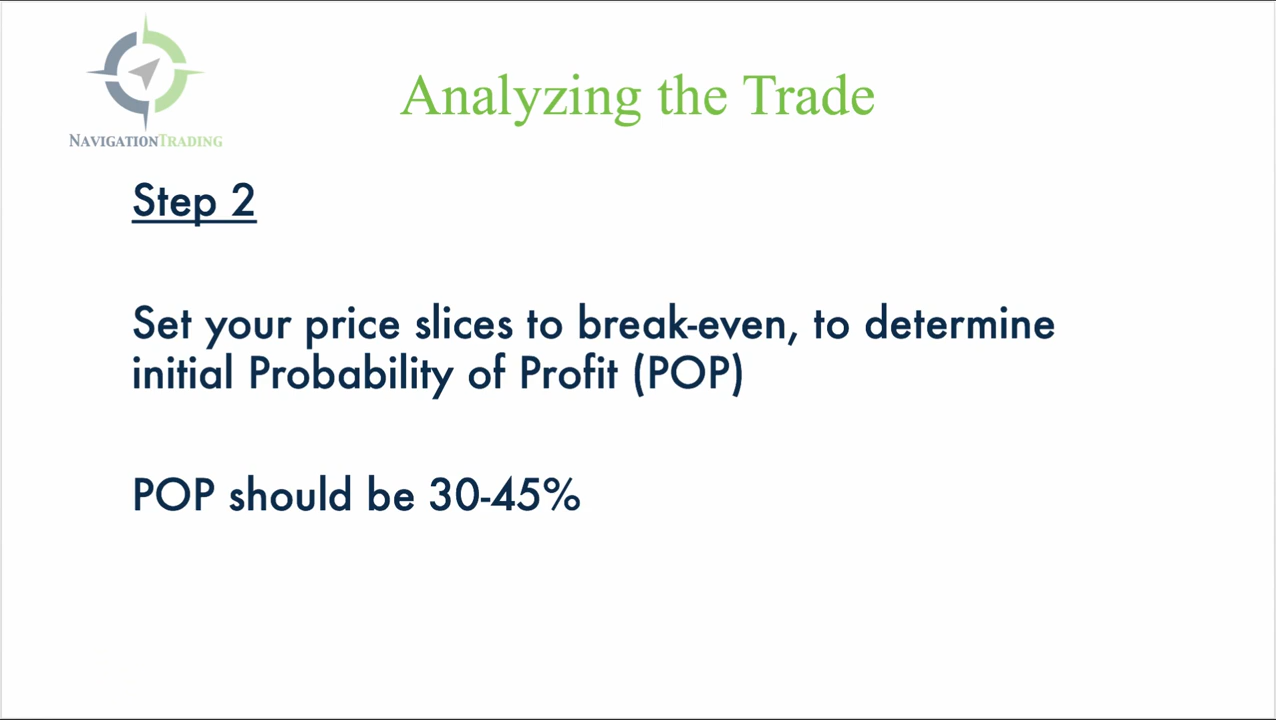 NAVIGATIONTRADING
Analyzing the Trade
Step 2
Set your price slices to break-even, to determine
initial Probability of Profit (POP)
POP should be 30-45%